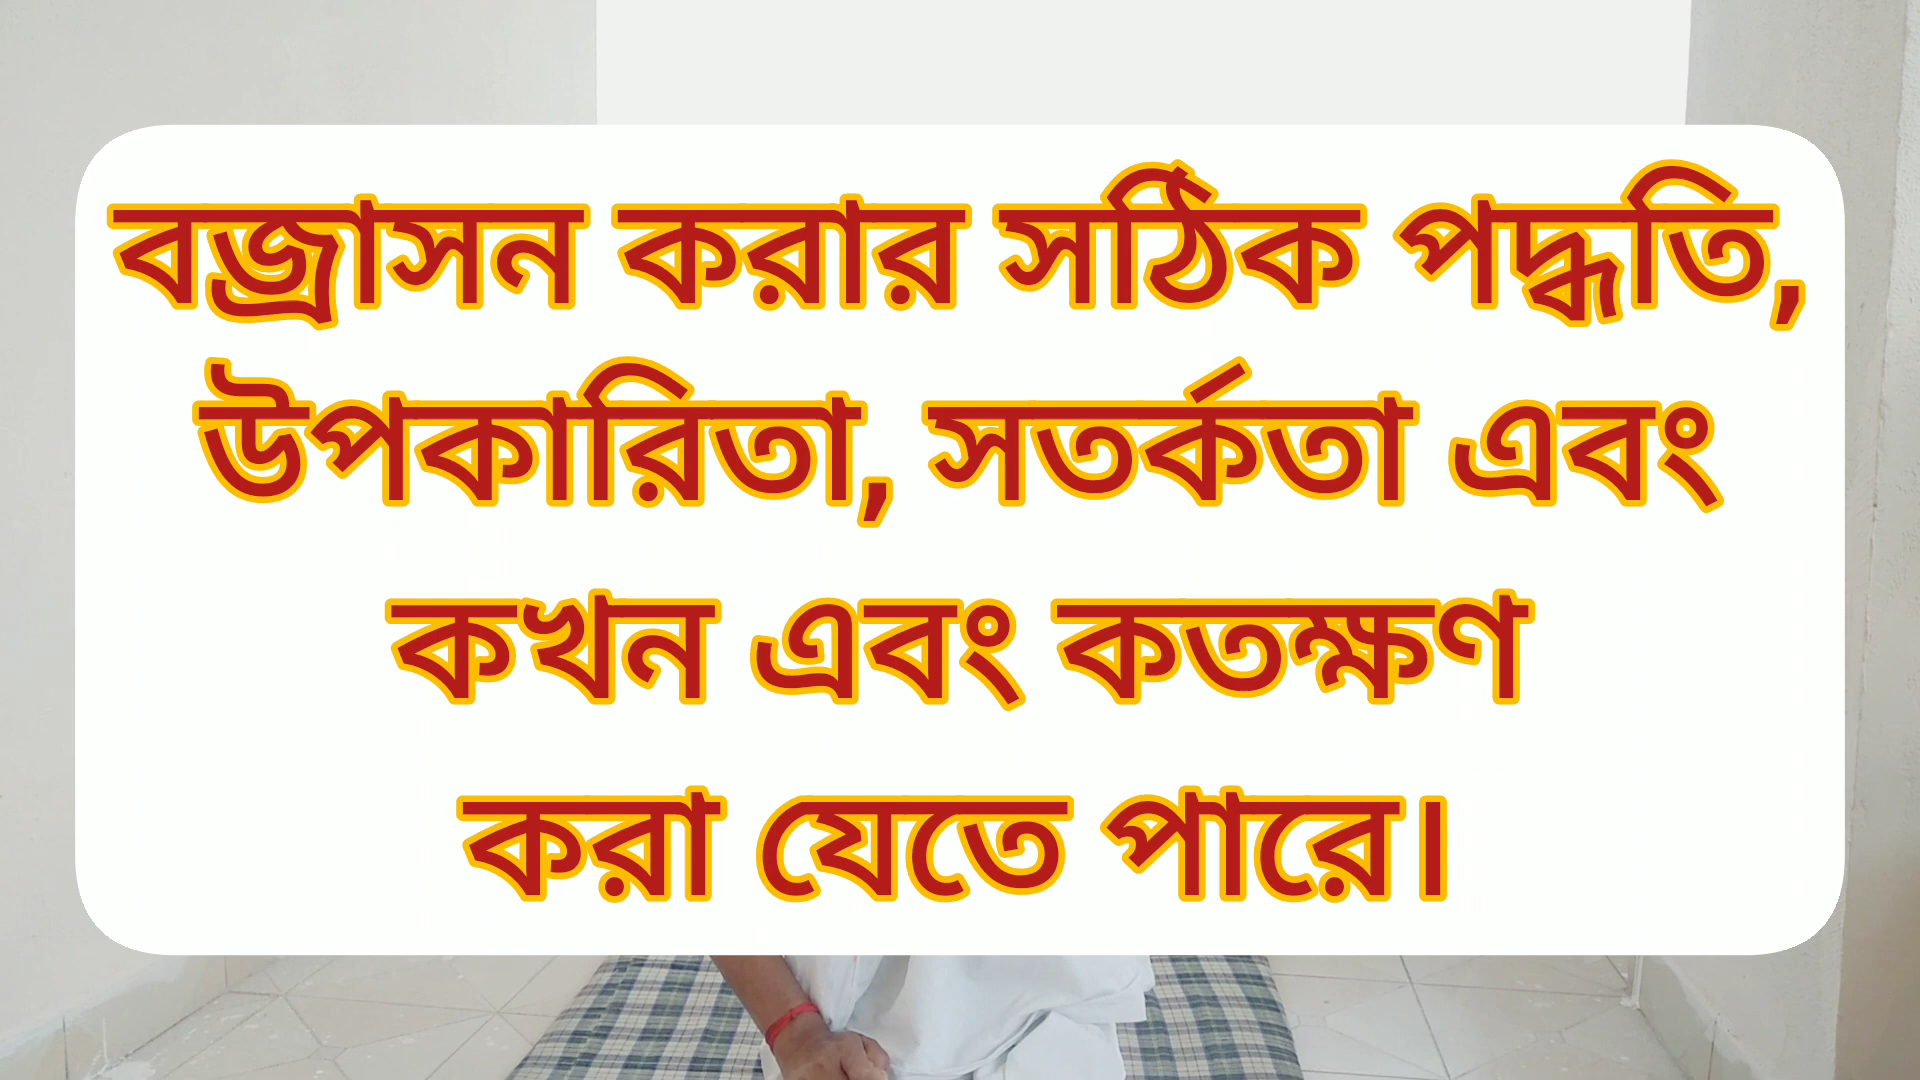 বজ্রাসন করার সঠিক পদ্ধতি,
উপকারিতা, সতর্কতা এবং
কখন এবং কতক্ষণ
করা যেতে পারে।